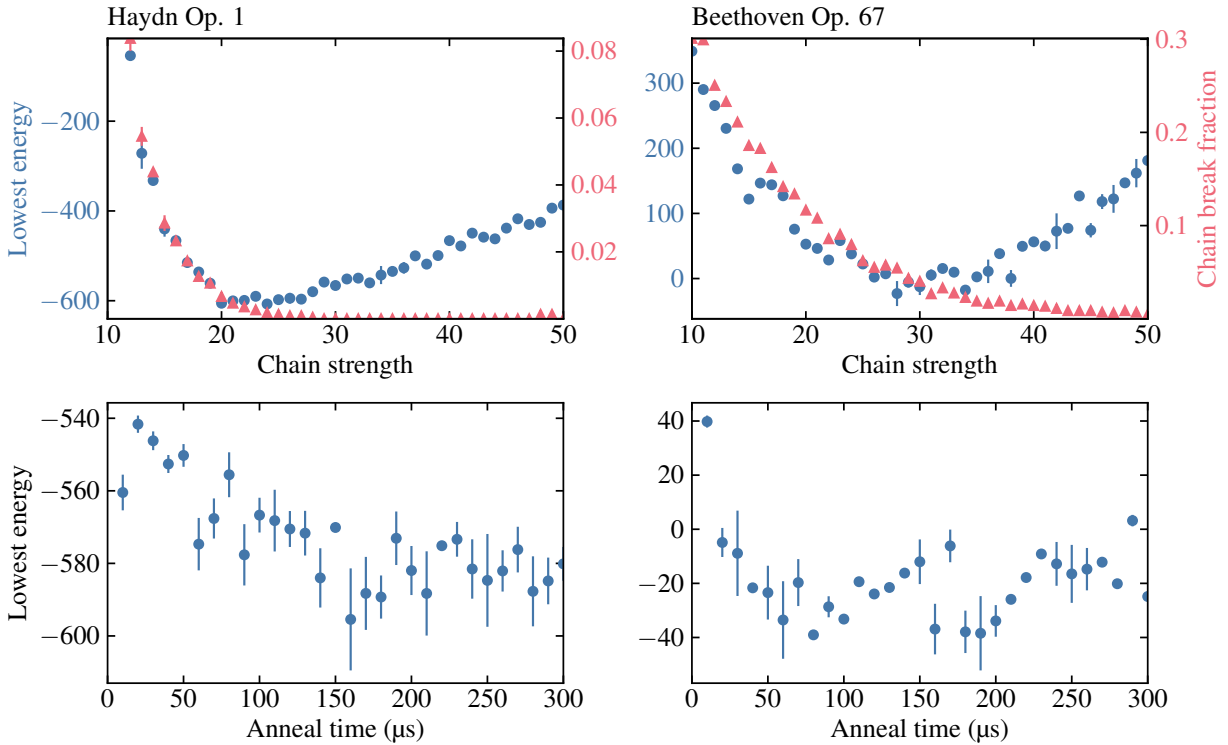 Haydn Op. 1
Beethoven Op. 67
Lowest energy
−200
−400
−600
0.08
0.06
0.04
0.02
10 20 30 40 50
Chain strength
300
200
100
0
0.3
0.2
0.1
Chain break fraction
10 20 30 40 50
Chain strength
Lowest energy
−540
−560
−580
−600
0 50 100 150 200 250 300
Anneal time (µs)
40
20
0
−20
−40
0 50 100 150 200 250 300
Anneal time (µs)